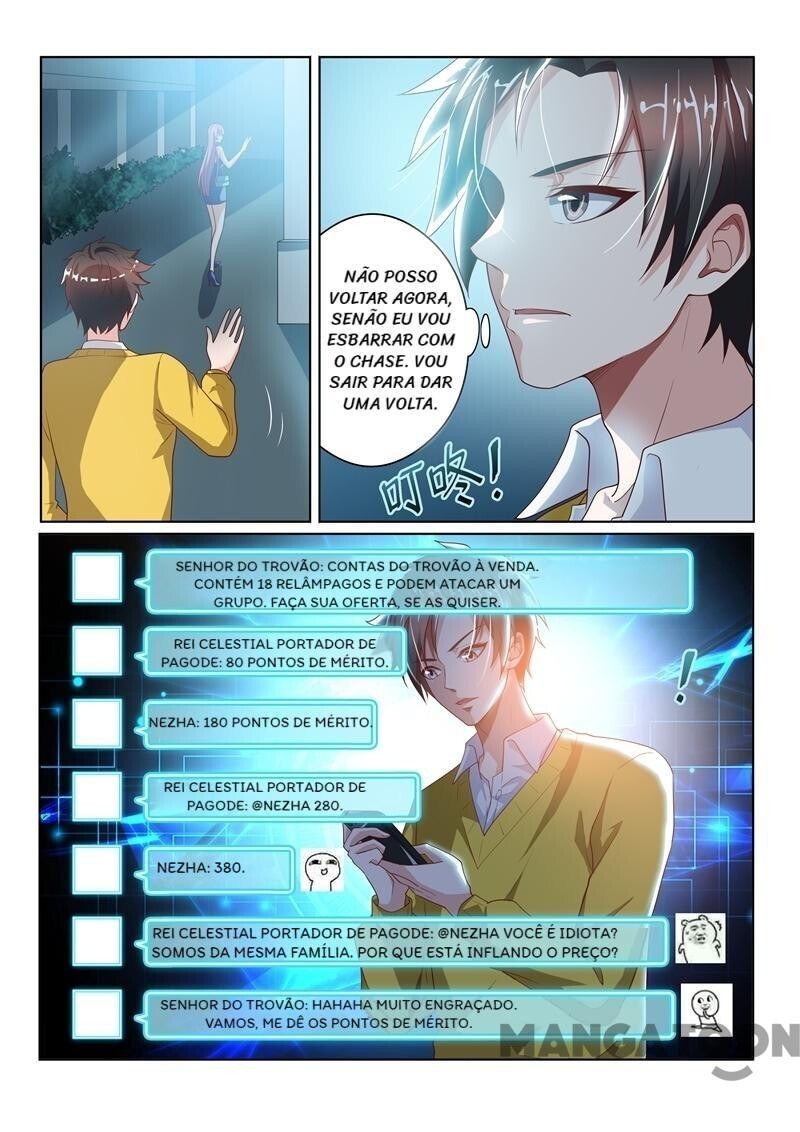 NÃO POSSO
VOLTAR AGORA,
SENÃO EU VOU
ESBARRAR COM
O CHASE. VOU
SAIR PARA DAR
UMA VOLTA.
叮咚!
SENHOR DO TROVÃO: CONTAS DO TROVÃO À VENDA.
CONTÉM 18 RELÂMPAGOS E PODEM ATACAR UM
GRUPO. FAÇA SUA OFERTA, SE AS QUISER.
REI CELESTIAL PORTADOR DE
PAGODE: 80 PONTOS DE MÉRITO.
!
NEZHA: 180 PONTOS DE MÉRITO.
REI CELESTIAL PORTADOR DE
PAGODE: @NEZHA 280.
NEZHA: 380.
REI CELESTIAL PORTADOR DE PAGODE: @NEZHA VOCÊ É IDIOTA?
SOMOS DA MESMA FAMÍLIA. POR QUE ESTÁ INFLANDO O PREÇO?
SENHOR DO TROVÃO: HAHAHA MUITO ENGRAÇADO.
VAMOS, ME DÊ OS PONTOS DE MÉRITO.
MANGATOON